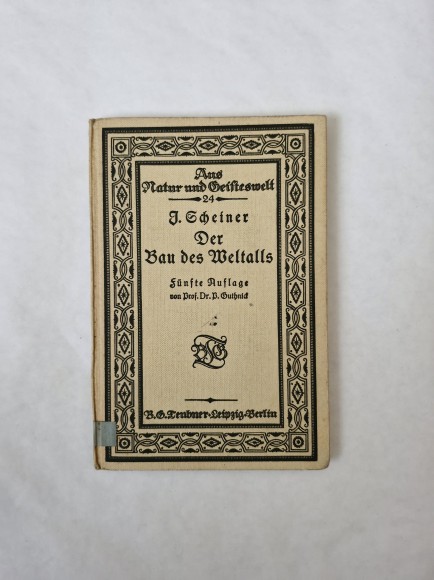 Aus
Natur und Geisteswelt
24
J. Scheiner
Der
Bau des Weltalls
Fünfte Auflage
von Prof. Dr. P. Guthnick
B. G. Teubner·Leipzig·Berlin